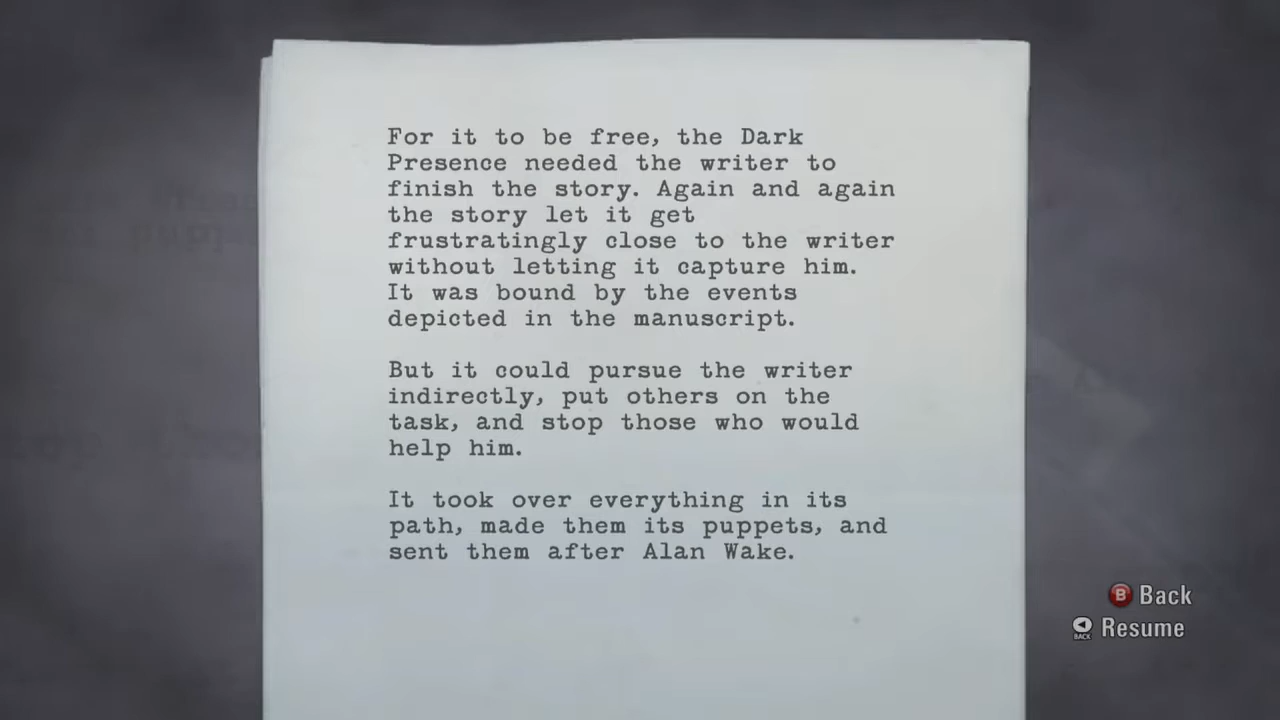 For it to be free, the Dark
Presence needed the writer to
finish the story. Again and again
the story let it get
frustratingly close to the writer
without letting it capture him.
It was bound by the events
depicted in the manuscript.
But it could pursue the writer
indirectly, put others on the
task, and stop those who would
help him.
It took over everything in its
path, made them its puppets, and
sent them after Alan Wake.
B Back
BACK Resume